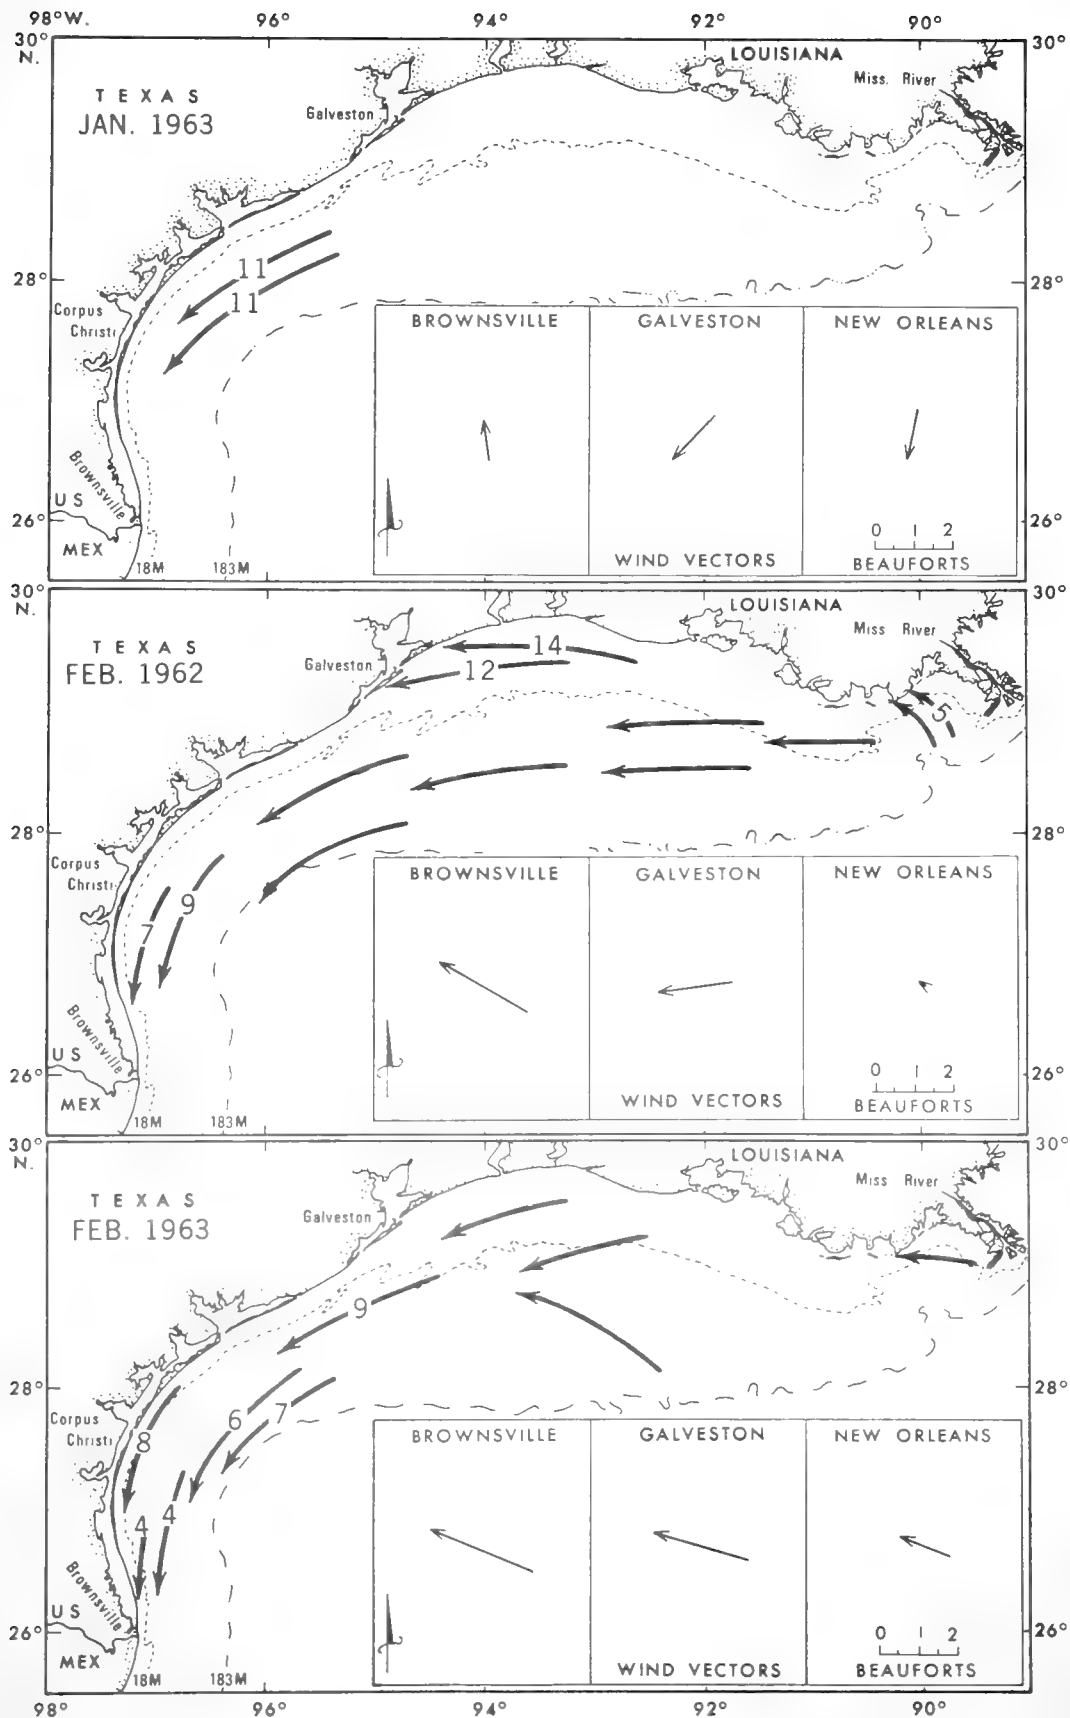 98°W. 96° 94° 92° 90°
30° N. 30°
LOUISIANA
Miss. River
TEXAS
JAN. 1963
Galveston
11
11
28° 28°
Corpus Christi
BROWNSVILLE GALVESTON NEW ORLEANS
Brownsville
US
26° 26°
MEX
18M 183M
0 1 2
WIND VECTORS BEAUFORTS
30° N. 30°
LOUISIANA
Miss River
TEXAS
FEB. 1962
Galveston
14
12
5
28° 28°
Corpus Christi
BROWNSVILLE GALVESTON NEW ORLEANS
9
7
Brownsville
US
26° 26°
MEX
18M 183M
0 1 2
WIND VECTORS BEAUFORTS
30° N. 30°
LOUISIANA
Miss River
TEXAS
FEB. 1963
Galveston
9
28° 28°
6 7
Corpus Christi
8
BROWNSVILLE GALVESTON NEW ORLEANS
4 4
Brownsville
US
26° 26°
MEX
18M 183M
0 1 2
WIND VECTORS BEAUFORTS
98° 96° 94° 92° 90°